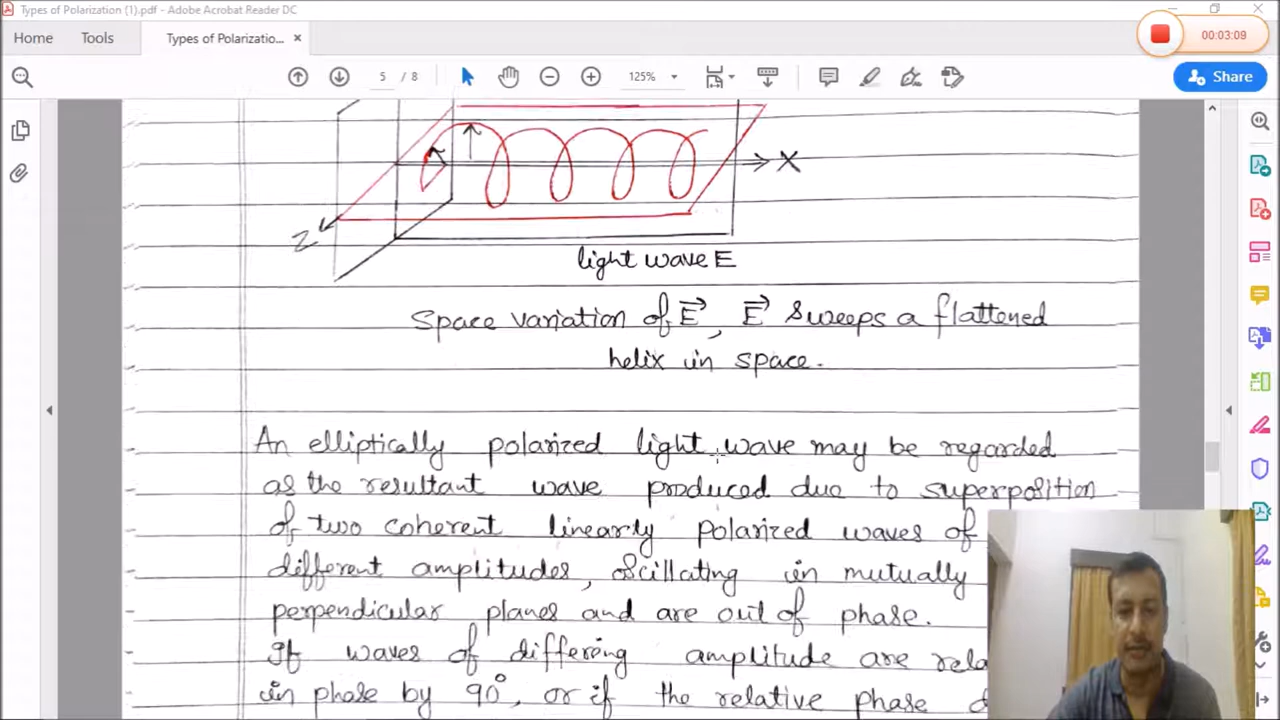 Types of Polarization (1).pdf - Adobe Acrobat Reader DC
Home Tools Types of Polarizatio... ×
00:03:09
5 / 8 125% Share
X
Z
light wave E
Space variation of E⃗, E⃗ sweeps a flattened
helix in space.
An elliptically polarized light wave may be regarded
as the resultant wave produced due to superposition
of two coherent linearly polarized waves of
different amplitudes, oscillating in mutually
perpendicular planes and are out of phase.
If waves of differing amplitude are rela
in phase by 90°, or if the relative phase d